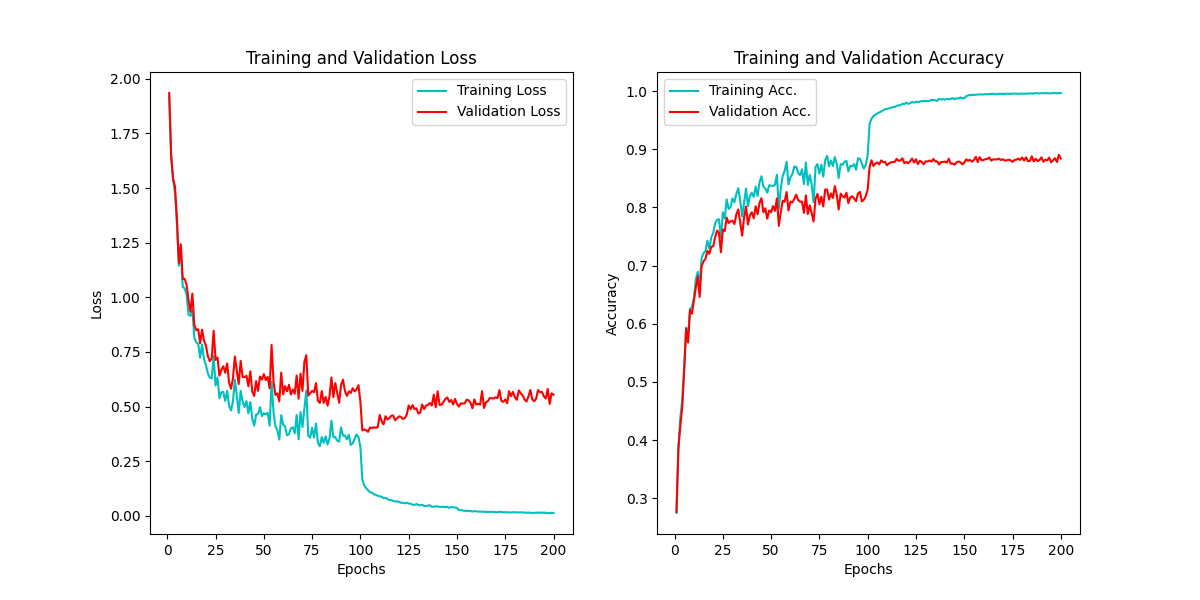 Training and Validation Loss
2.00
1.75
1.50
1.25
1.00
0.75
0.50
0.25
0.00
Loss
Training Loss
Validation Loss
0 25 50 75 100 125 150 175 200
Epochs
Training and Validation Accuracy
1.0
0.9
0.8
0.7
0.6
0.5
0.4
0.3
Accuracy
Training Acc.
Validation Acc.
0 25 50 75 100 125 150 175 200
Epochs